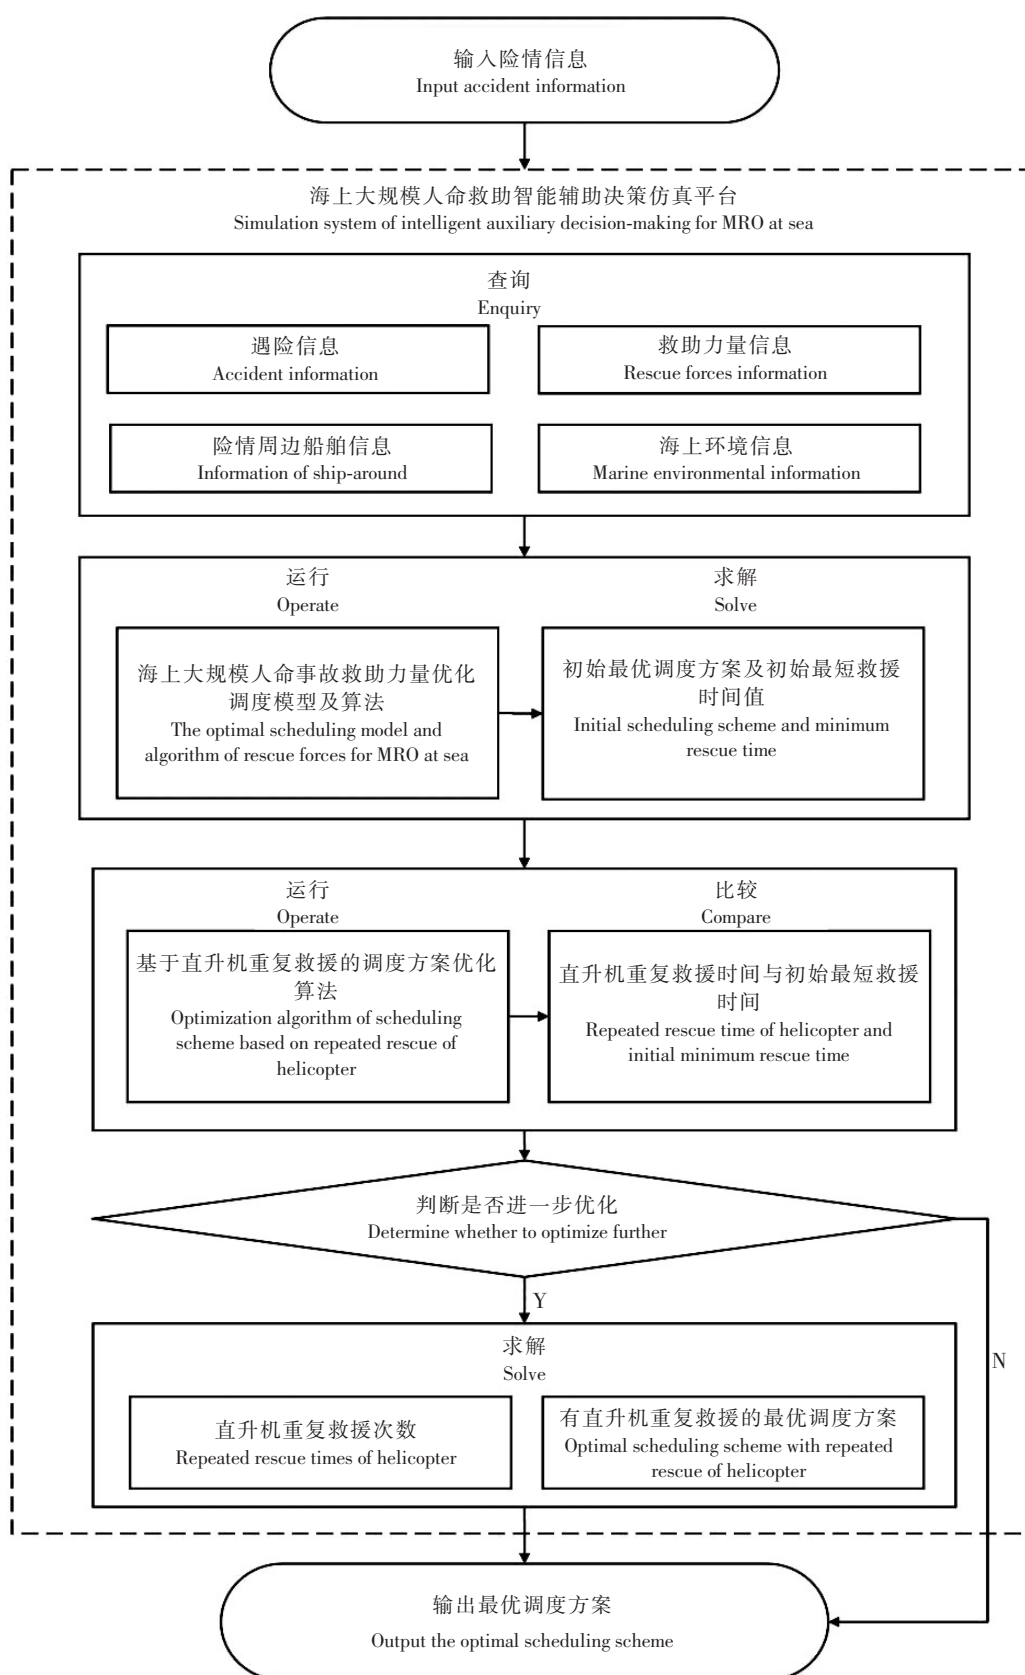 输入险情信息
Input accident information
海上大规模人命救助智能辅助决策仿真平台
Simulation system of intelligent auxiliary decision-making for MRO at sea
查询
Enquiry
遇险信息
Accident information
救助力量信息
Rescue forces information
险情周边船舶信息
Information of ship-around
海上环境信息
Marine environmental information
运行
Operate
求解
Solve
海上大规模人命事故救助力量优化
调度模型及算法
The optimal scheduling model and
algorithm of rescue forces for MRO at sea
初始最优调度方案及初始最短救援
时间值
Initial scheduling scheme and minimum
rescue time
运行
Operate
比较
Compare
基于直升机重复救援的调度方案优化
算法
Optimization algorithm of scheduling
scheme based on repeated rescue of
helicopter
直升机重复救援时间与初始最短救援
时间
Repeated rescue time of helicopter and
initial minimum rescue time
判断是否进一步优化
Determine whether to optimize further
Y
N
求解
Solve
直升机重复救援次数
Repeated rescue times of helicopter
有直升机重复救援的最优调度方案
Optimal scheduling scheme with repeated
rescue of helicopter
输出最优调度方案
Output the optimal scheduling scheme